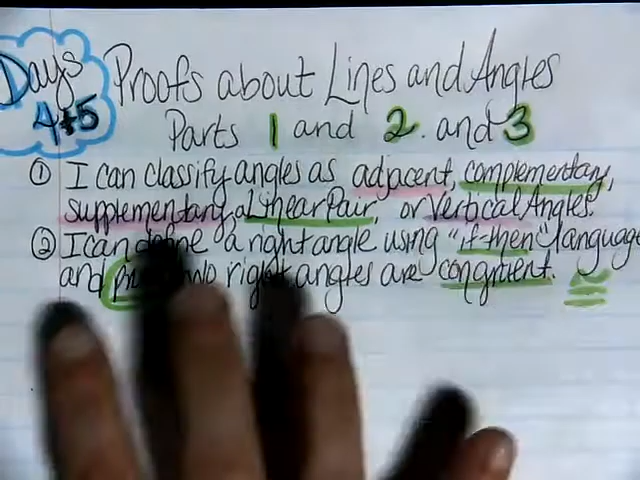 Days 4+5
Proofs about Lines and Angles
Parts 1 and 2. and 3
① I can classify angles as adjacent, complementary,
supplementary, a Linear Pair, or Vertical Angles.
② I can define a right angle using "if-then" language
and two right angles are congruent.